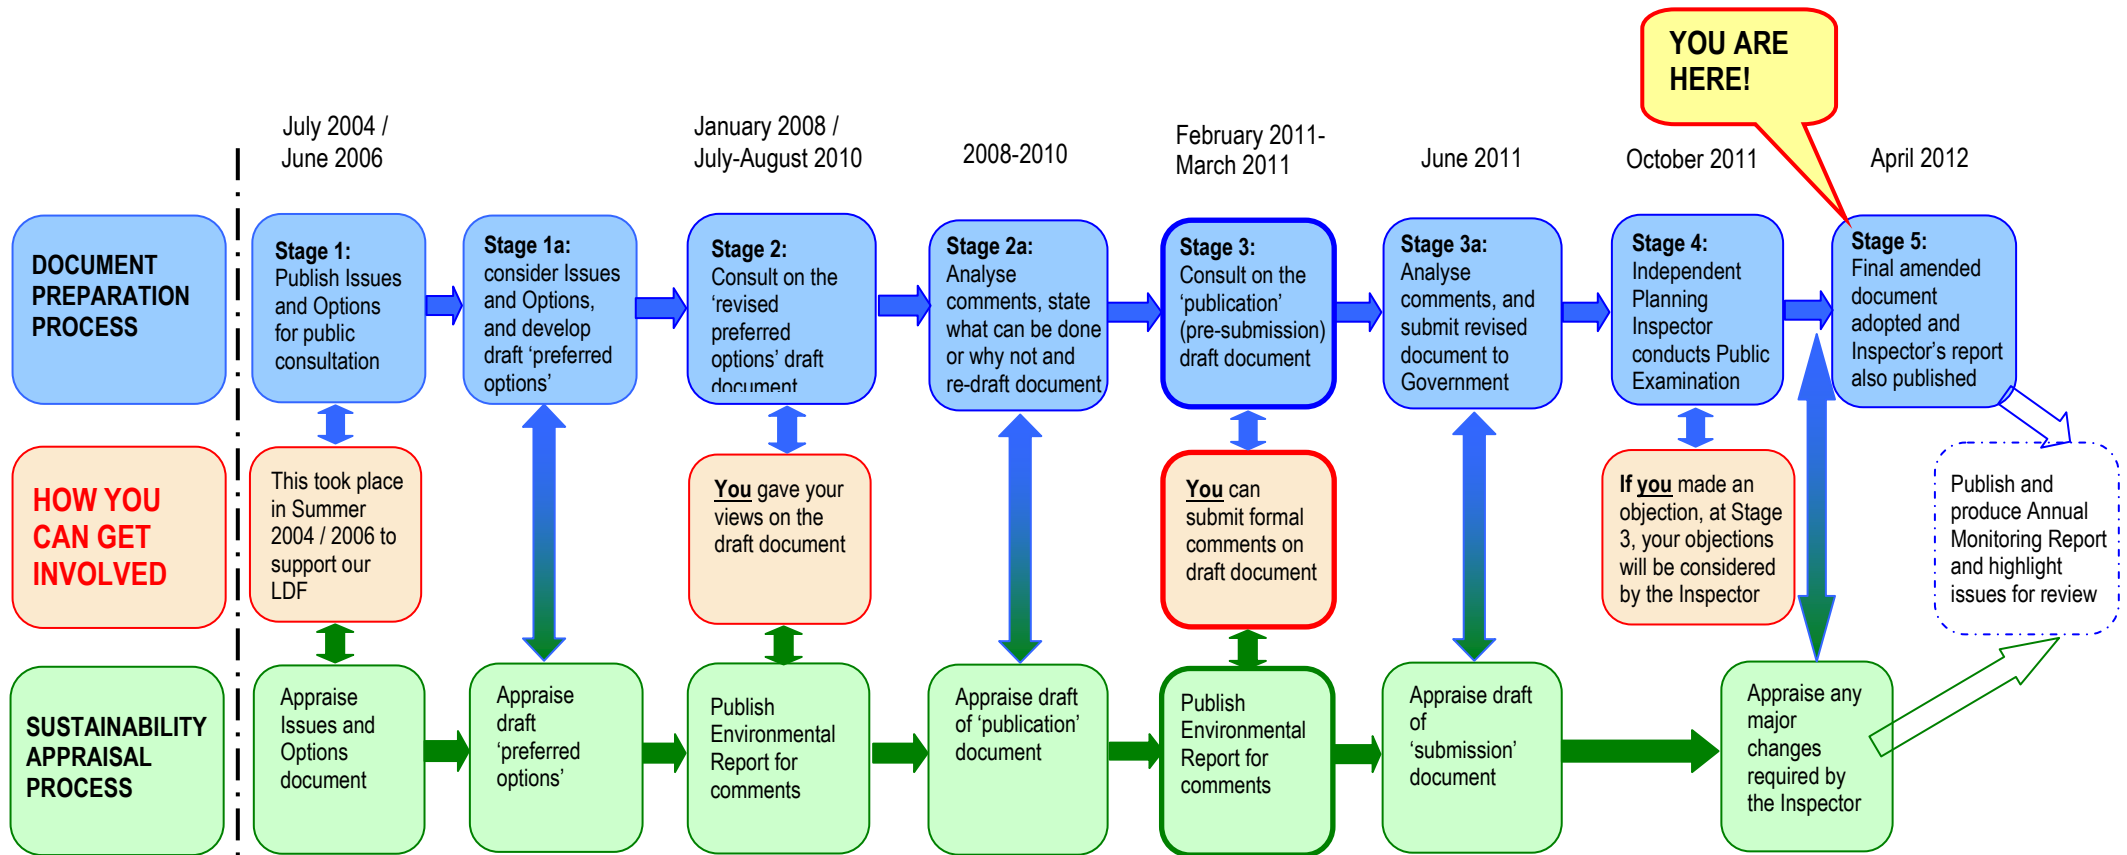 YOU ARE
HERE!
July 2004 /
June 2006
January 2008 /
July-August 2010
2008-2010
February 2011-
March 2011
June 2011
October 2011
April 2012
DOCUMENT
PREPARATION
PROCESS
Stage 1:
Publish Issues
and Options
for public
consultation
Stage 1a:
consider Issues
and Options,
and develop
draft ‘preferred
options’
Stage 2:
Consult on the
‘revised
preferred
options’ draft
document
Stage 2a:
Analyse
comments, state
what can be done
or why not and
re-draft document
Stage 3:
Consult on the
‘publication’
(pre-submission)
draft document
Stage 3a:
Analyse
comments, and
submit revised
document to
Government
Stage 4:
Independent
Planning
Inspector
conducts Public
Examination
Stage 5:
Final amended
document
adopted and
Inspector’s report
also published
HOW YOU
CAN GET
INVOLVED
This took place
in Summer
2004 / 2006 to
support our
LDF
You gave your
views on the
draft document
You can
submit formal
comments on
draft document
If you made an
objection, at Stage
3, your objections
will be considered
by the Inspector
Publish and
produce Annual
Monitoring Report
and highlight
issues for review
SUSTAINABILITY
APPRAISAL
PROCESS
Appraise
Issues and
Options
document
Appraise
draft
‘preferred
options’
Publish
Environmental
Report for
comments
Appraise draft
of ‘publication’
document
Publish
Environmental
Report for
comments
Appraise draft
of
‘submission’
document
Appraise any
major
changes
required by
the Inspector